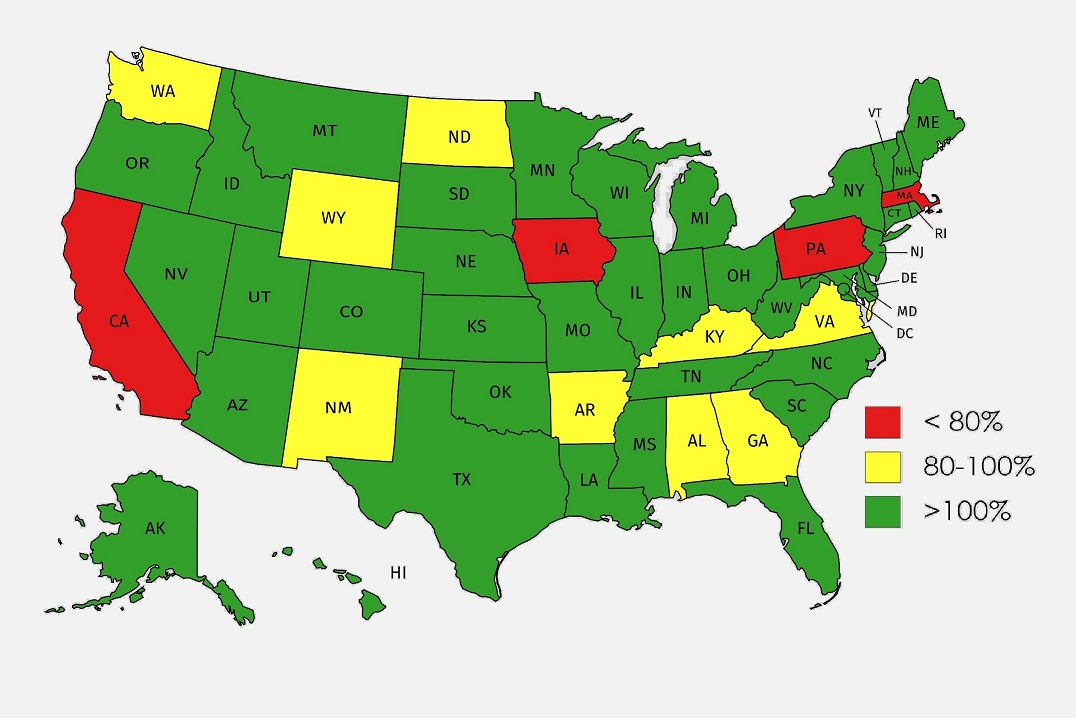 VT
ME
WA
ND
MT
MN
OR
NH
ID
SD
WI
NY
MA
WY
MI
CT
RI
IA
PA
NJ
NE
NV
OH
DE
UT
IL
IN
CO
WV
MD
CA
KS
MO
KY
VA
DC
NC
TN
OK
AZ
NM
AR
SC
MS
AL
GA
< 80%
80-100%
TX
LA
>100%
AK
FL
HI